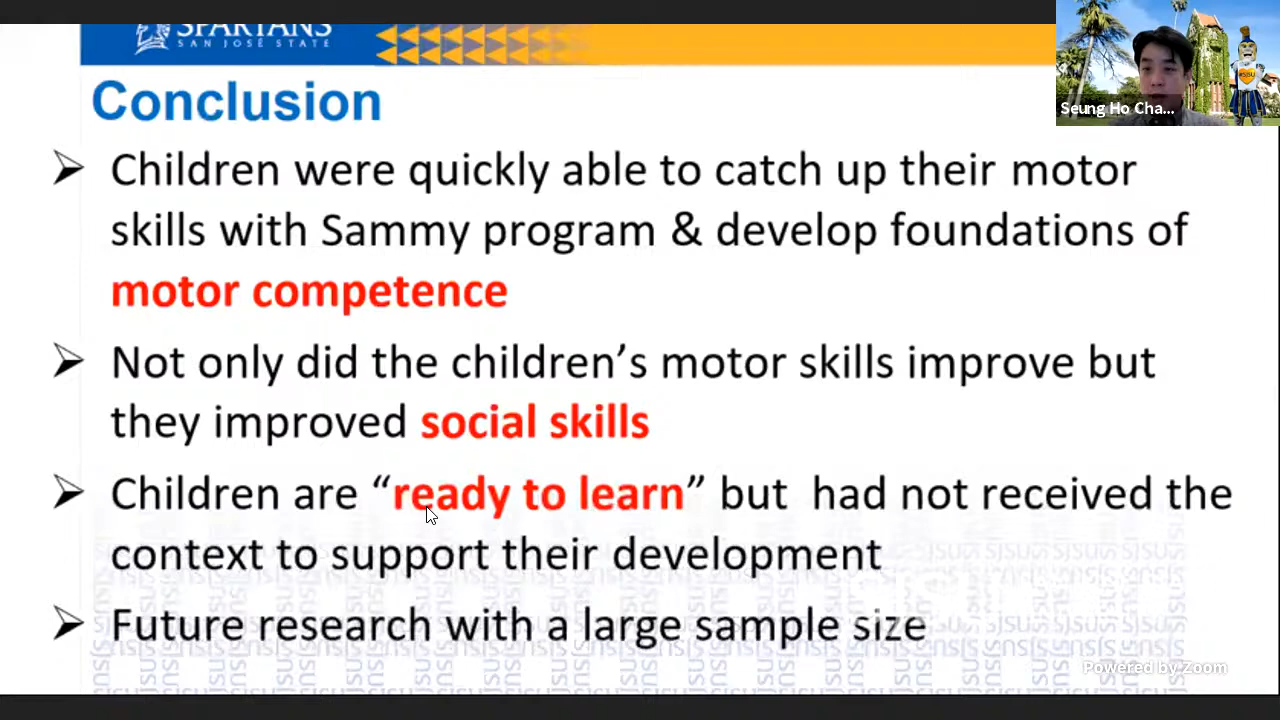 SPARTANS
SAN JOSÉ STATE
Conclusion
Seung Ho Cha...
Children were quickly able to catch up their motor
skills with Sammy program & develop foundations of
motor competence
Not only did the children’s motor skills improve but
they improved social skills
Children are “ready to learn” but had not received the
context to support their development
Future research with a large sample size
Powered by Zoom